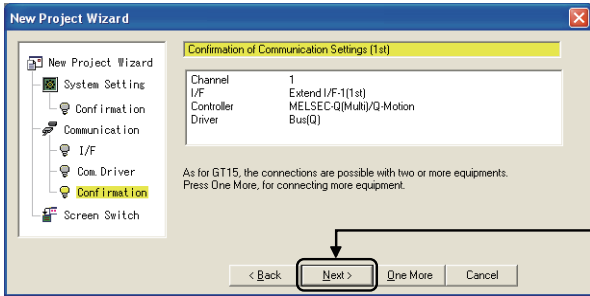 New Project Wizard
New Project Wizard
System Setting
Confirmation
Communication
I/F
Com. Driver
Confirmation
Screen Switch
Confirmation of Communication Settings (1st)
Channel 1
I/F Extend I/F-1(1st)
Controller MELSEC-Q(Multi)/Q-Motion
Driver Bus(Q)
As for GT15, the connections are possible with two or more equipments.
Press One More, for connecting more equipment.
< Back Next > One More Cancel